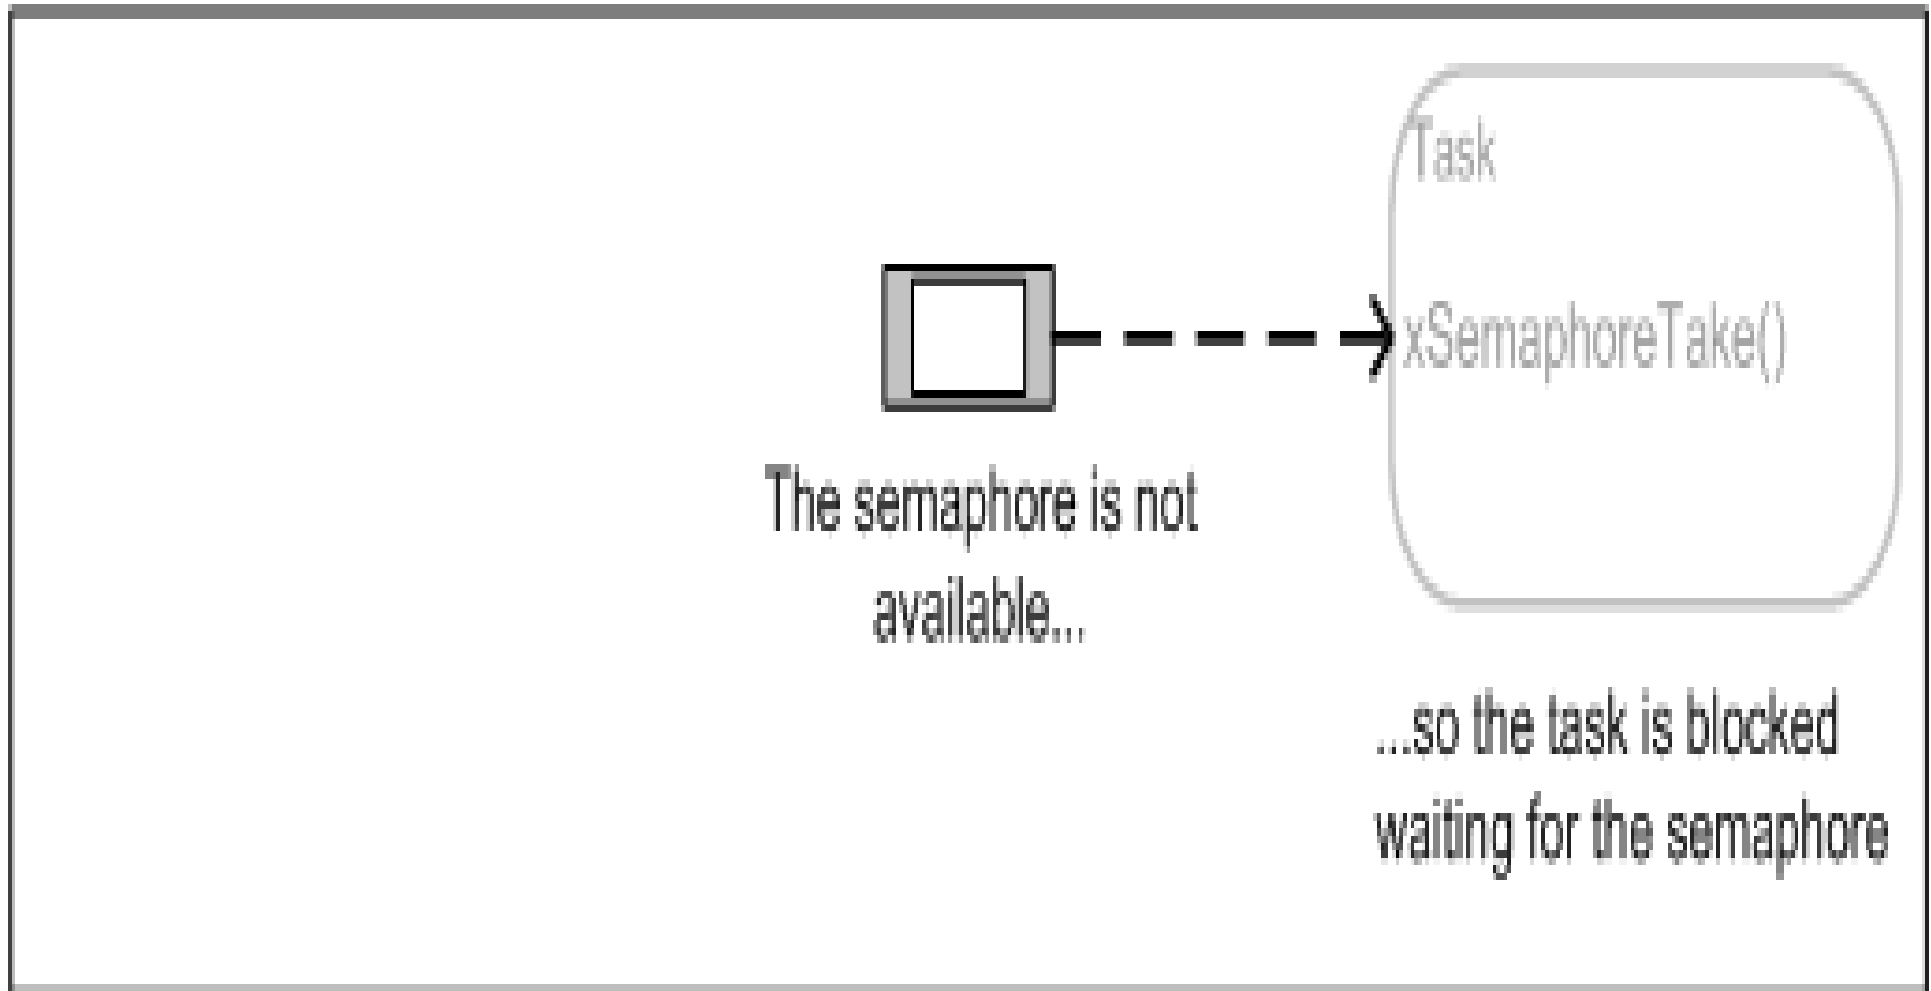 Task
xSemaphoreTake()
The semaphore is not
available...
...so the task is blocked
waiting for the semaphore